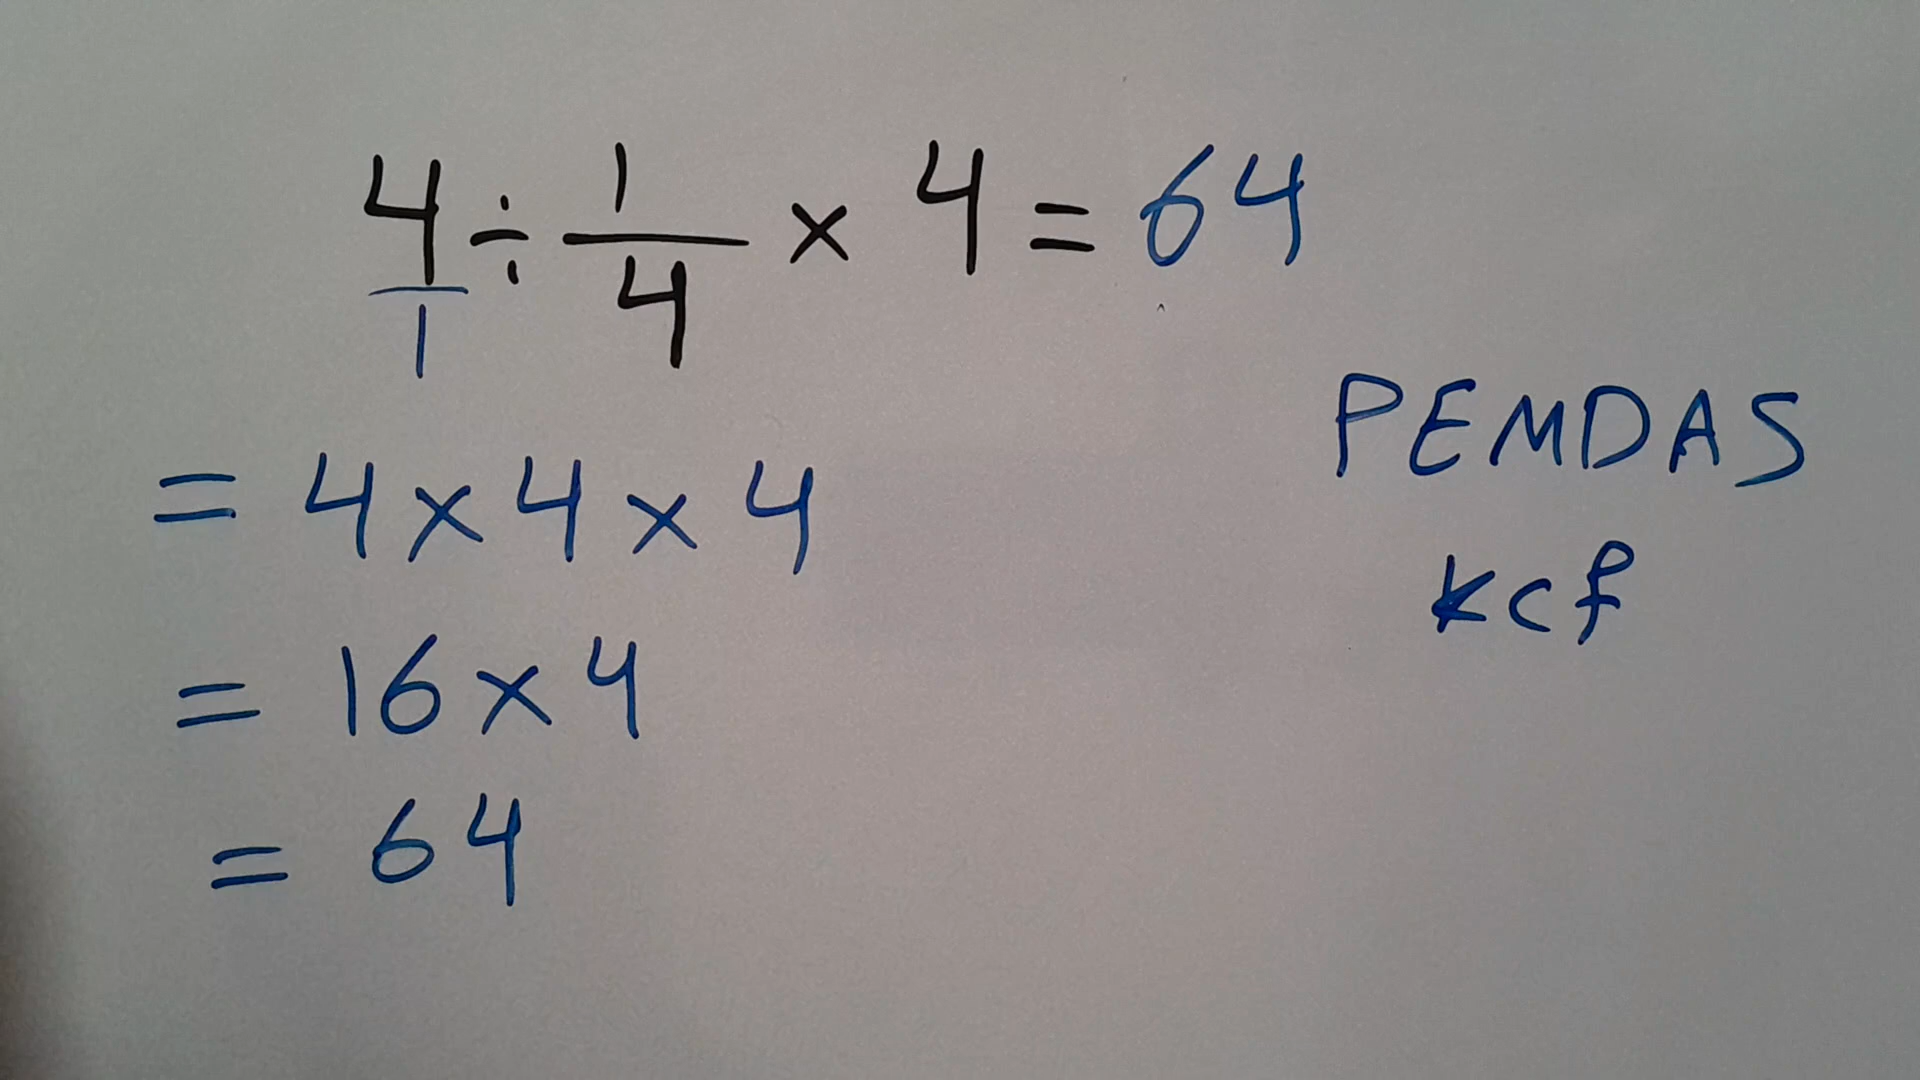 4/1 ÷ 1/4 × 4 = 64
= 4 × 4 × 4
PEMDAS
= 16 × 4
kcf
= 64